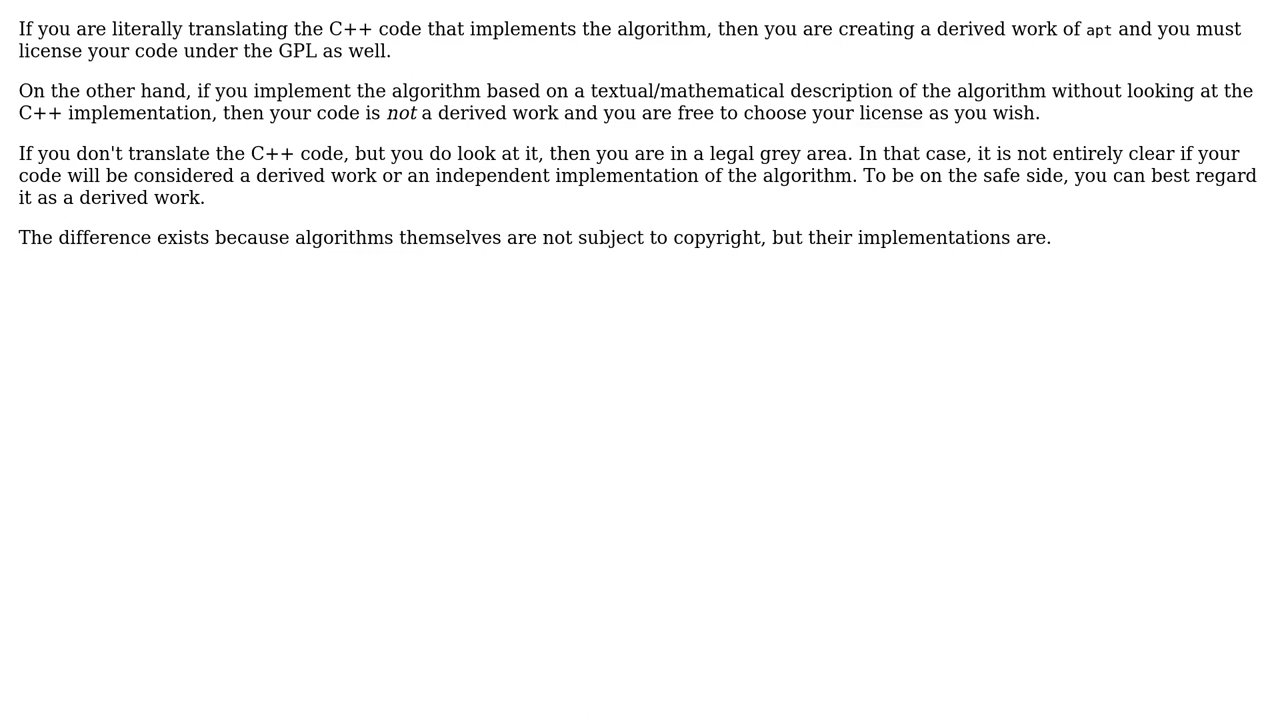 If you are literally translating the C++ code that implements the algorithm, then you are creating a derived work of apt and you must
license your code under the GPL as well.
On the other hand, if you implement the algorithm based on a textual/mathematical description of the algorithm without looking at the
C++ implementation, then your code is not a derived work and you are free to choose your license as you wish.
If you don't translate the C++ code, but you do look at it, then you are in a legal grey area. In that case, it is not entirely clear if your
code will be considered a derived work or an independent implementation of the algorithm. To be on the safe side, you can best regard
it as a derived work.
The difference exists because algorithms themselves are not subject to copyright, but their implementations are.